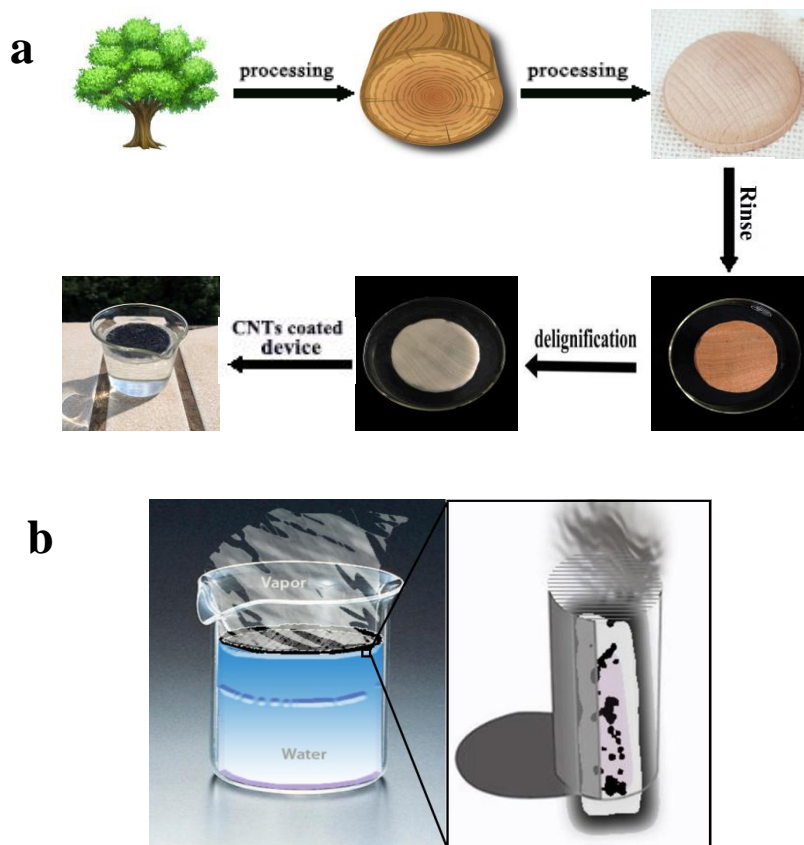 a
processing
processing
Rinse
CNTs coated
device
delignification
b
Vapor
Water